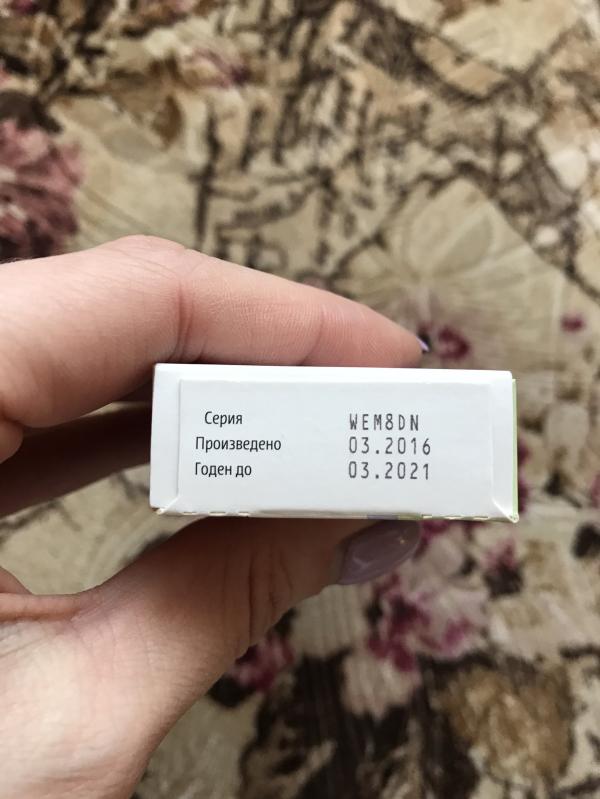 Серия WEM8DN
Произведено 03.2016
Годен до 03.2021